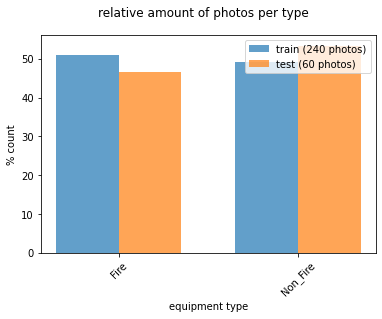 relative amount of photos per type
train (240 photos)
test (60 photos)
% count
50
40
30
20
10
0
Fire
Non_Fire
equipment type